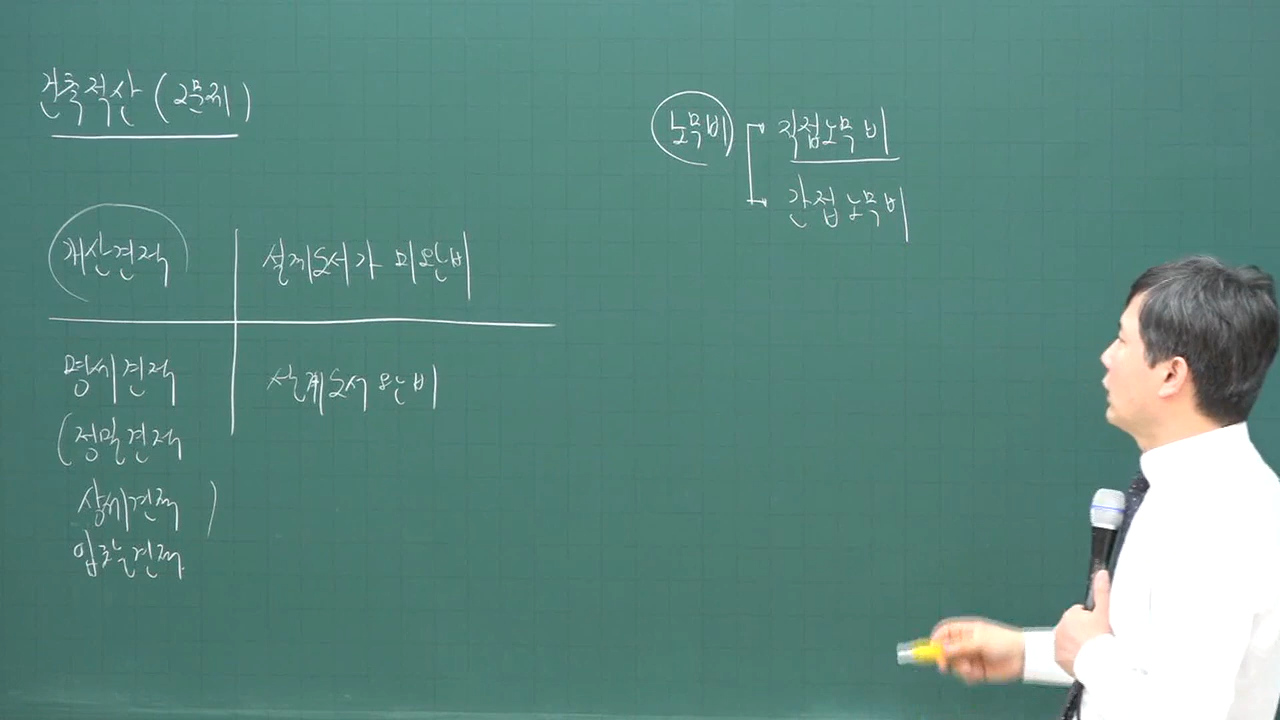 건축적산 (2문제)
개산견적
설계도서가 미완비
명세견적
설계도서 완비
(정밀견적
상세견적 )
입찰견적
노무비
직접노무비
간접노무비